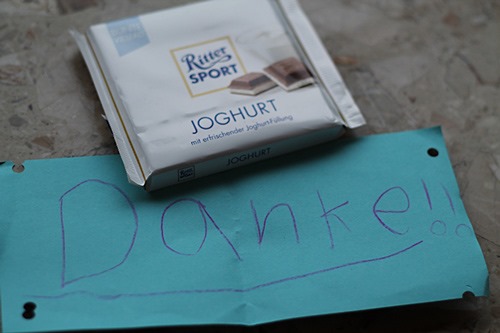 Ritter
SPORT
JOGHURT
mit erfrischender Joghurt-Füllung
JOGHURT
Danke!!